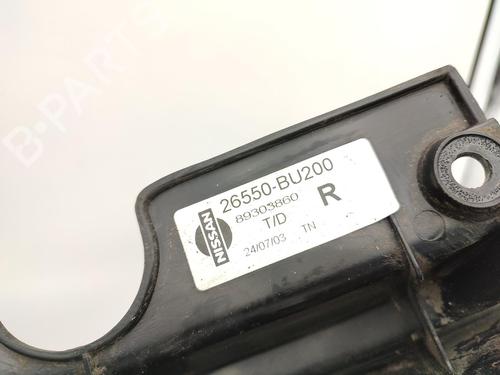 B-PARTS
NISSAN
26550-BU200
89303860
T/D
R
24/07/03 TN